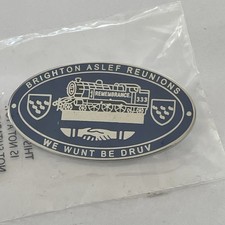 BRIGHTON ASLEF REUNIONS
REMEMBRANCE
333
WE WUNT BE DRUV